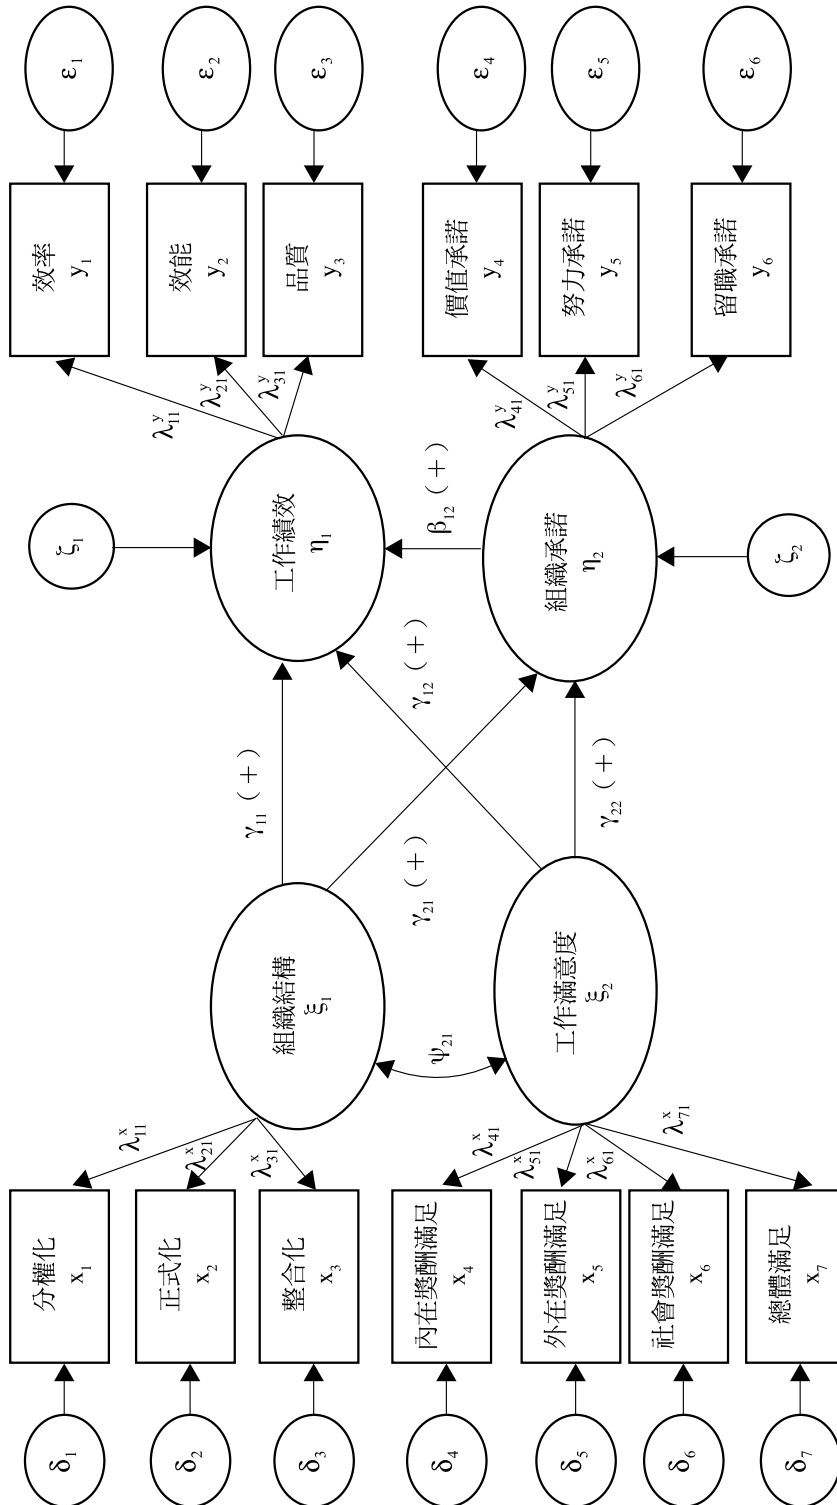 δ₁
分權化
x₁
δ₂
正式化
x₂
δ₃
整合化
x₃
δ₄
內在獎酬滿足
x₄
δ₅
外在獎酬滿足
x₅
δ₆
社會獎酬滿足
x₆
δ₇
總體滿足
x₇
λˣ₁₁
λˣ₂₁
λˣ₃₁
λˣ₄₁
λˣ₅₁
λˣ₆₁
λˣ₇₁
組織結構
ξ₁
ψ₂₁
工作滿意度
ξ₂
γ₁₁(+)
γ₂₁(+)
γ₁₂(+)
γ₂₂(+)
ζ₁
工作績效
η₁
β₁₂(+)
組織承諾
η₂
ζ₂
λʸ₁₁
λʸ₂₁
λʸ₃₁
λʸ₄₁
λʸ₅₁
λʸ₆₁
效率
y₁
ε₁
效能
y₂
ε₂
品質
y₃
ε₃
價值承諾
y₄
ε₄
努力承諾
y₅
ε₅
留職承諾
y₆
ε₆